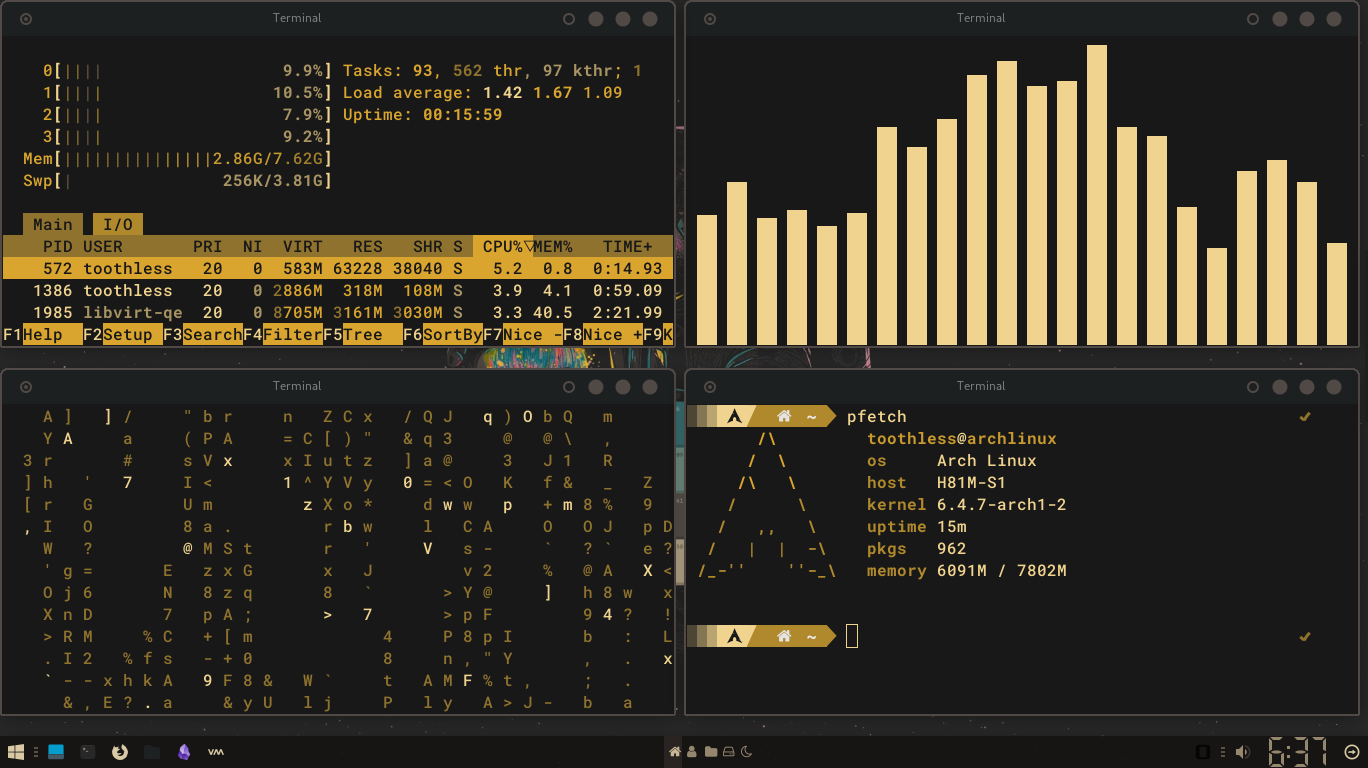 Terminal
0[|||| 9.9%] Tasks: 93, 562 thr, 97 kthr; 1
1[|||| 10.5%] Load average: 1.42 1.67 1.09
2[|||| 7.9%] Uptime: 00:15:59
3[|||| 9.2%]
Mem[|||||||||||||||2.86G/7.62G]
Swp[| 256K/3.81G]
Main I/O
PID USER PRI NI VIRT RES SHR S CPU%▽MEM% TIME+
572 toothless 20 0 583M 63228 38040 S 5.2 0.8 0:14.93
1386 toothless 20 0 2886M 318M 108M S 3.9 4.1 0:59.09
1985 libvirt-qe 20 0 8705M 3161M 3030M S 3.3 40.5 2:21.99
F1Help F2Setup F3SearchF4FilterF5Tree F6SortByF7Nice -F8Nice +F9K
Terminal
Terminal
A ] ] / " b r n Z C x / Q J q ) O b Q m
Y A a ( P A = C [ ) " & q 3 @ @ \ ,
3 r # s V x x I u t z ] a @ 3 J 1 R
] h ' 7 I < 1 ^ Y V y 0 = < O K f & _ Z
[ r G U m z X o * d w w p + m 8 % 9
, I O 8 a . r b w l C A O O J p D
W ? @ M S t r ' V s - ` ? ` e ?
' g = E z x G x J v 2 % @ A X <
O j 6 N 8 z q 8 ` > Y @ ] h 8 w x
X n D 7 p A ; > 7 > p F 9 4 ? !
> R M % C + [ m 4 P 8 p I b : L
. I 2 % f s - + 0 8 n , " Y , . x
` - - x h k A 9 F 8 & W ` t A M F % t , ; .
& , E ? . a & y U l j P l y A > J - b a
Terminal
~ pfetch
toothless@archlinux
os Arch Linux
host H81M-S1
kernel 6.4.7-arch1-2
uptime 15m
pkgs 962
memory 6091M / 7802M
~
6:37